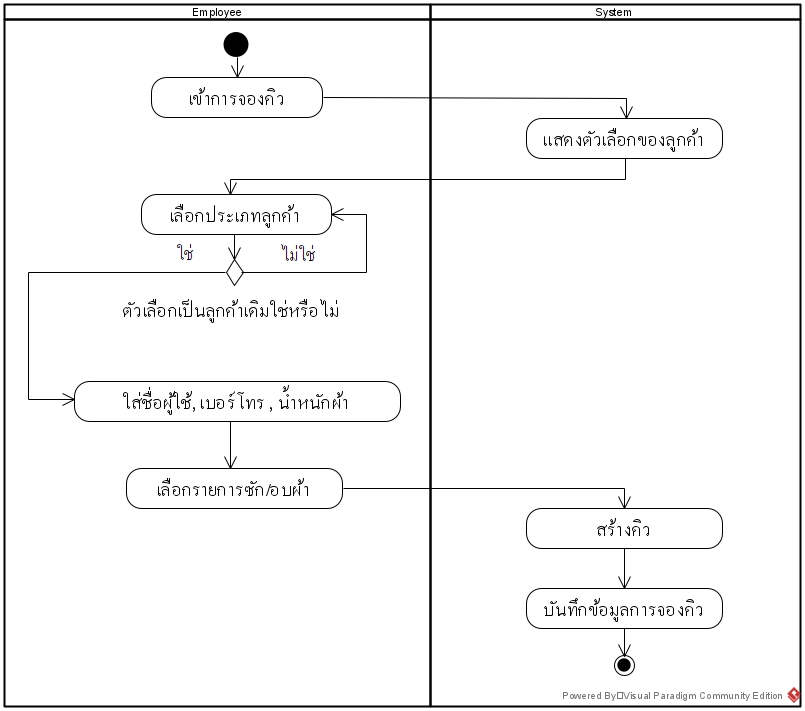 Employee
System
เข้าการจองคิว
แสดงตัวเลือกของลูกค้า
เลือกประเภทลูกค้า
ใช่
ไม่ใช่
ตัวเลือกเป็นลูกค้าเดิมใช่หรือไม่
ใส่ชื่อผู้ใช้, เบอร์โทร , น้ำหนักผ้า
เลือกรายการซัก/อบผ้า
สร้างคิว
บันทึกข้อมูลการจองคิว
Powered By□Visual Paradigm Community Edition